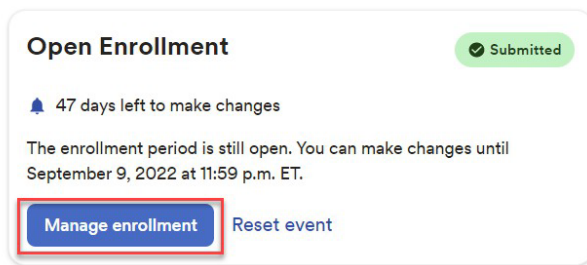 Open Enrollment
Submitted
47 days left to make changes
The enrollment period is still open. You can make changes until
September 9, 2022 at 11:59 p.m. ET.
Manage enrollment
Reset event